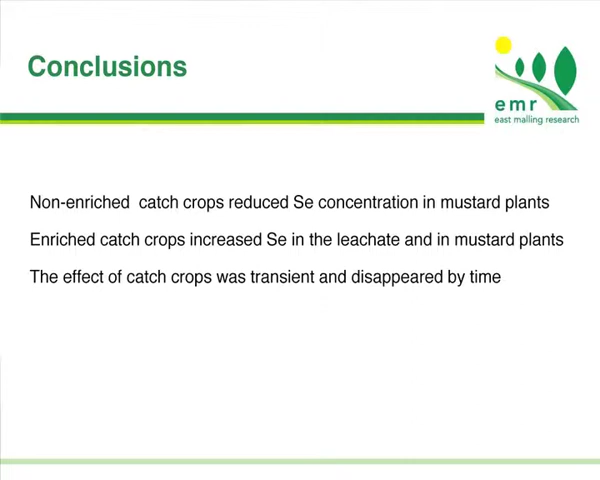 Conclusions
emr
east malling research
Non-enriched catch crops reduced Se concentration in mustard plants
Enriched catch crops increased Se in the leachate and in mustard plants
The effect of catch crops was transient and disappeared by time